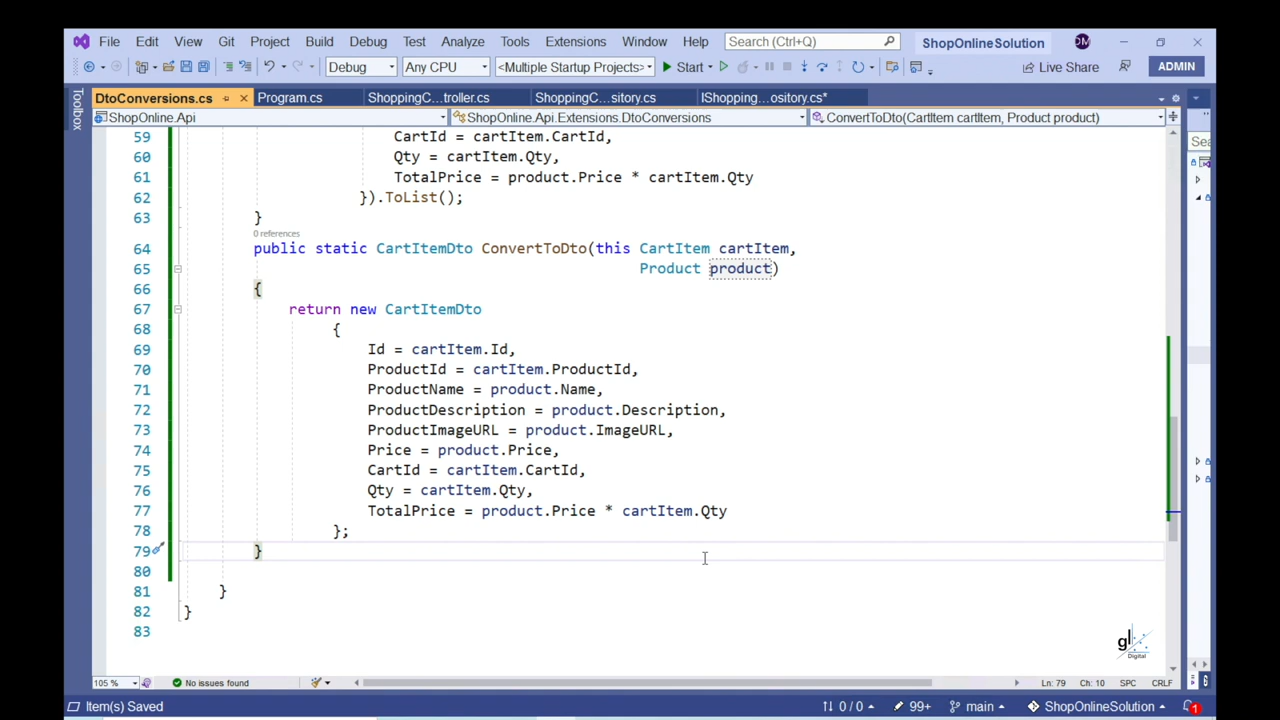 File Edit View Git Project Build Debug Test Analyze Tools Extensions Window Help Search (Ctrl+Q) ShopOnlineSolution DM
Debug Any CPU <Multiple Startup Projects> Start Live Share ADMIN
Toolbox
DtoConversions.cs Program.cs ShoppingC...troller.cs ShoppingC...sitory.cs IShopping...ository.cs*
ShopOnline.Api ShopOnline.Api.Extensions.DtoConversions ConvertToDto(CartItem cartItem, Product product)
Sea
59 CartId = cartItem.CartId,
60 Qty = cartItem.Qty,
61 TotalPrice = product.Price * cartItem.Qty
62 }).ToList();
63 }
0 references
64 public static CartItemDto ConvertToDto(this CartItem cartItem,
65 Product product)
66 {
67 return new CartItemDto
68 {
69 Id = cartItem.Id,
70 ProductId = cartItem.ProductId,
71 ProductName = product.Name,
72 ProductDescription = product.Description,
73 ProductImageURL = product.ImageURL,
74 Price = product.Price,
75 CartId = cartItem.CartId,
76 Qty = cartItem.Qty,
77 TotalPrice = product.Price * cartItem.Qty
78 };
79 }
80
81 }
82 }
83
gl
Digital
105 % No issues found Ln: 79 Ch: 10 SPC CRLF
Item(s) Saved 0 / 0 99+ main ShopOnlineSolution 1